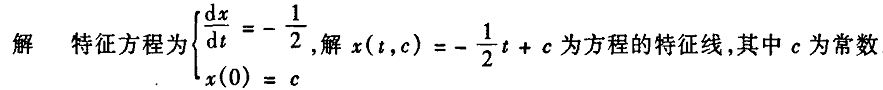 解 特征方程为{dx/dt = - 1/2, x(0) = c ,解 x(t,c) = - 1/2 t + c 为方程的特征线,其中 c 为常数.